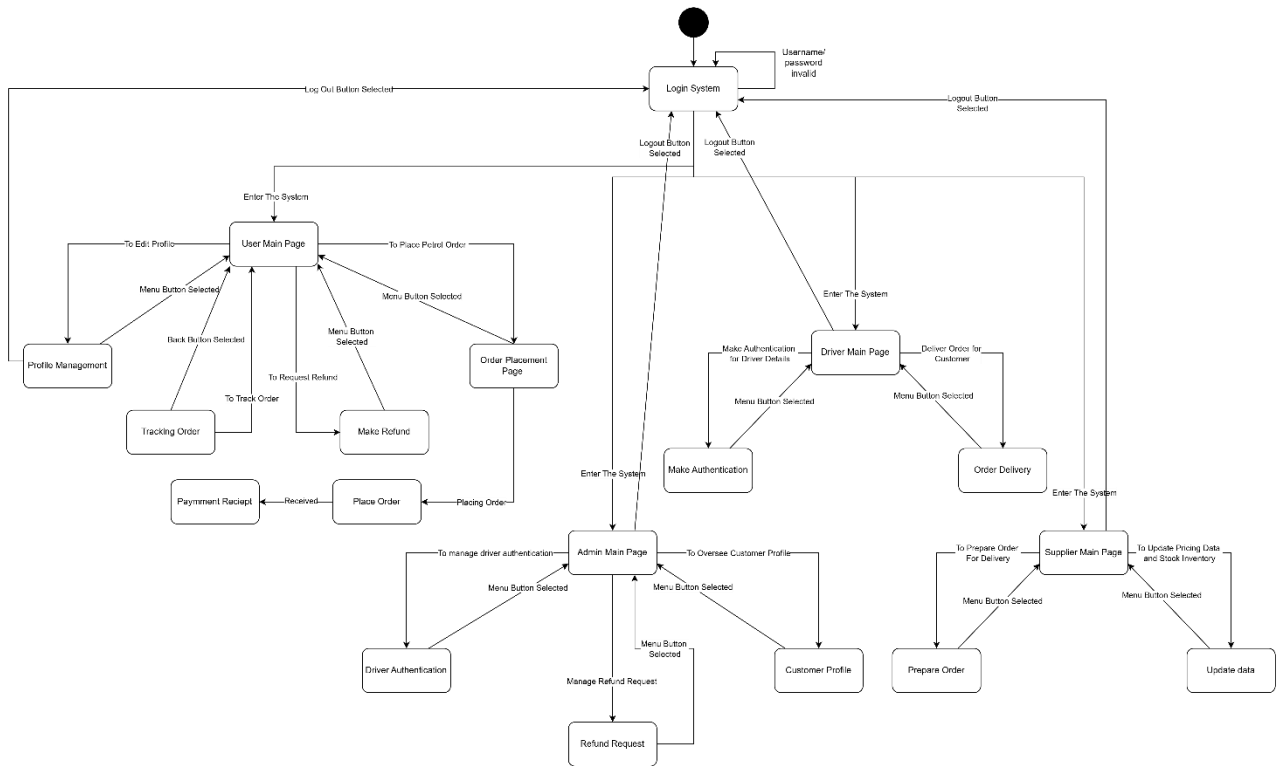 Username/
password
invalid
Login System
Log Out Button Selected
Logout Button
Selected
Logout Button
Selected
Logout Button
Selected
Enter The System
To Edit Profile
User Main Page
To Place Petrol Order
Menu Button Selected
Menu Button Selected
Enter The System
Back Button Selected
Menu Button
Selected
Profile Management
Order Placement
Page
Make Authentication
for Driver Details
Driver Main Page
Deliver Order for
Customer
To Request Refund
To Track Order
Menu Button Selected
Menu Button Selected
Tracking Order
Make Refund
Enter The System
Make Authentication
Order Delivery
Paymment Reciept
Received
Place Order
Placing Order
Enter The System
To manage driver authentication
Admin Main Page
To Oversee Customer Profile
To Prepare Order
For Delivery
Supplier Main Page
To Update Pricing Data
and Stock Inventory
Menu Button Selected
Menu Button Selected
Menu Button Selected
Menu Button Selected
Menu Button
Selected
Driver Authentication
Customer Profile
Prepare Order
Update data
Manage Refund Request
Refund Request